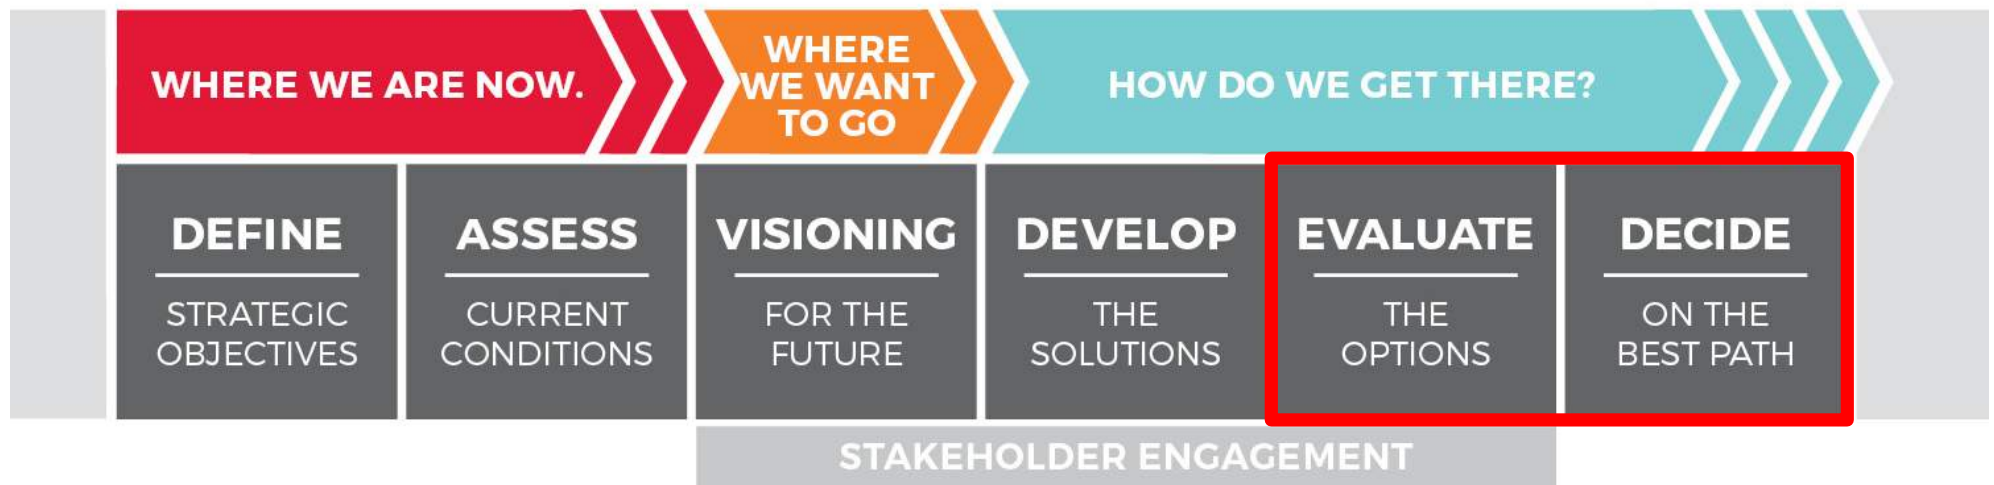 WHERE WE ARE NOW.
WHERE
WE WANT
TO GO
HOW DO WE GET THERE?
DEFINE
STRATEGIC
OBJECTIVES
ASSESS
CURRENT
CONDITIONS
VISIONING
FOR THE
FUTURE
DEVELOP
THE
SOLUTIONS
EVALUATE
THE
OPTIONS
DECIDE
ON THE
BEST PATH
STAKEHOLDER ENGAGEMENT